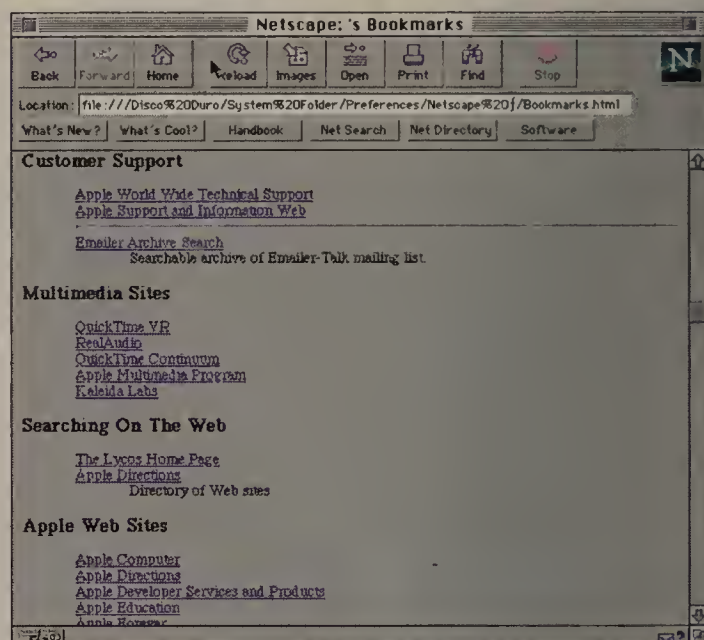 Netscape: 's Bookmarks
Back Forward Home Reload Images Open Print Find Stop
N
Location: file:///Disco%20Duro/System%20Folder/Preferences/Netscape%20ƒ/Bookmarks.html
What's New? What's Cool? Handbook Net Search Net Directory Software
Customer Support
Apple World Wide Technical Support
Apple Support and Information Web
Emailer Archive Search
Searchable archive of Emailer-Talk mailing list.
Multimedia Sites
QuickTime VR
RealAudio
QuickTime Continuum
Apple Multimedia Program
Kaleida Labs
Searching On The Web
The Lycos Home Page
Apple Directions
Directory of Web sites
Apple Web Sites
Apple Computer
Apple Directions
Apple Developer Services and Products
Apple Education
Apple Forever